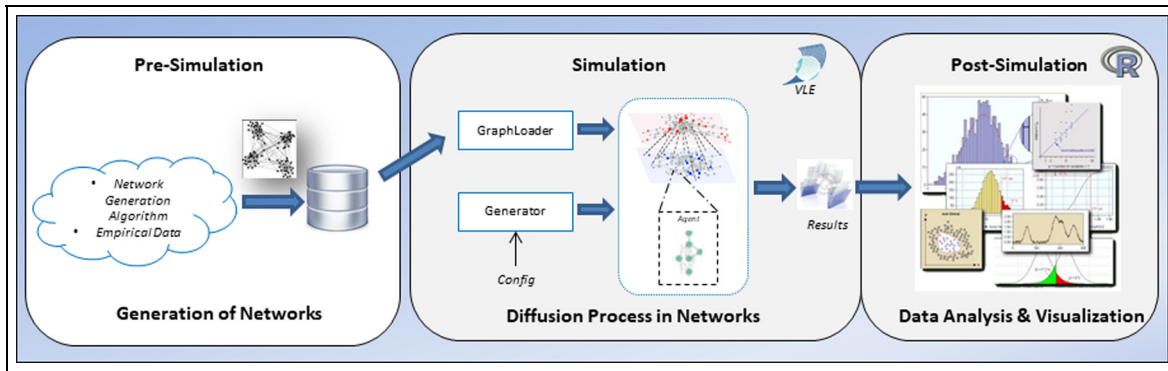 Pre-Simulation
• Network
Generation
Algorithm
• Empirical Data
Generation of Networks
Simulation
VLE
GraphLoader
Generator
Config
Agent
Results
Diffusion Process in Networks
Post-Simulation
R
Data Analysis & Visualization